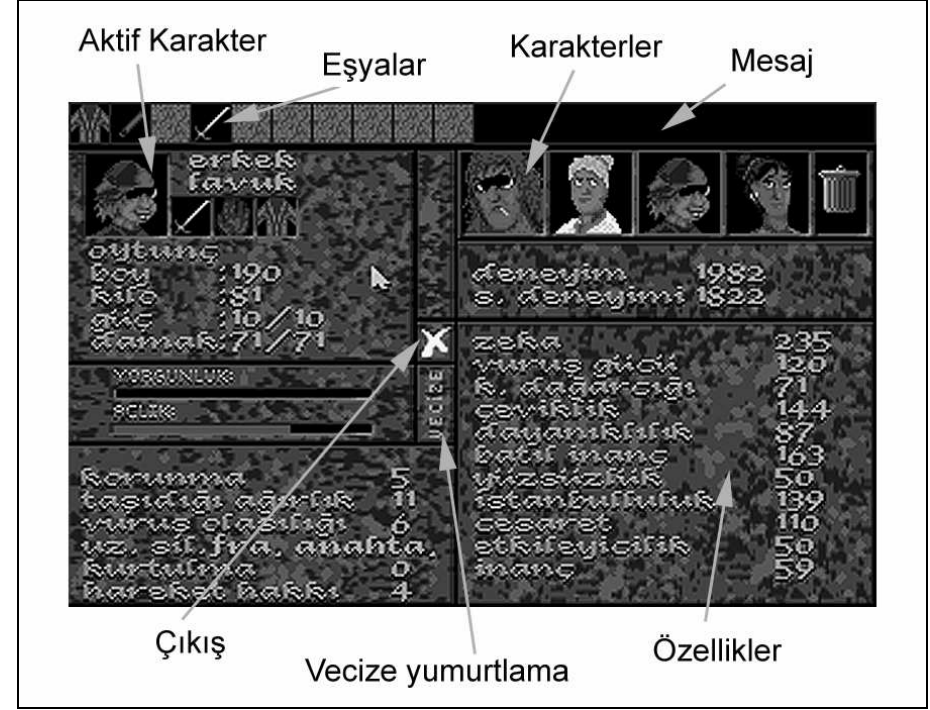 Aktif Karakter
Eşyalar
Karakterler
Mesaj
erkek
tavuk
oytunç
boy :190
kilo :81
güç :10/10
damak:71/71
YORGUNLUK:
AÇLIK:
VECİZE
deneyim 1982
s. deneyimi 1822
zeka 235
vuruş gücü 120
k. dağarcığı 71
çeviklik 144
dayanıklılık 87
batıl inanç 163
yüzsüzlük 50
istanbulluluk 139
cesaret 110
etkileyicilik 50
inanç 59
korunma 5
taşıdığı ağırlık 11
vuruş olasılığı 6
uz. sil. anahta,
kurtulma 0
hareket hakkı 4
Çıkış
Vecize yumurtlama
Özellikler